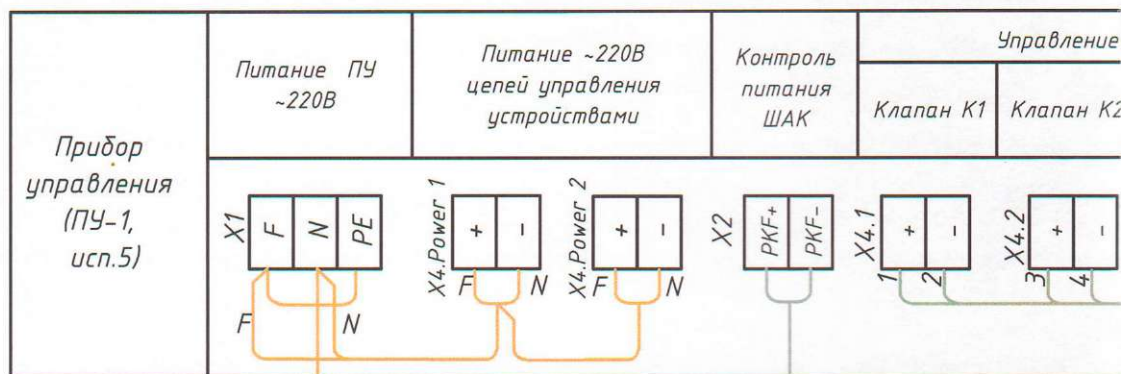 Прибор
управления
(ПУ-1,
исп.5)
Питание ПУ
~220В
Питание ~220В
цепей управления
устройствами
Контроль
питания
ШАК
Управление
Клапан К1
Клапан К2
X1
F
N
PE
F
N
X4.Power 1
+
-
F
N
X4.Power 2
+
-
F
N
X2
PKF+
PKF-
X4.1
+
-
1
2
X4.2
+
-
3
4